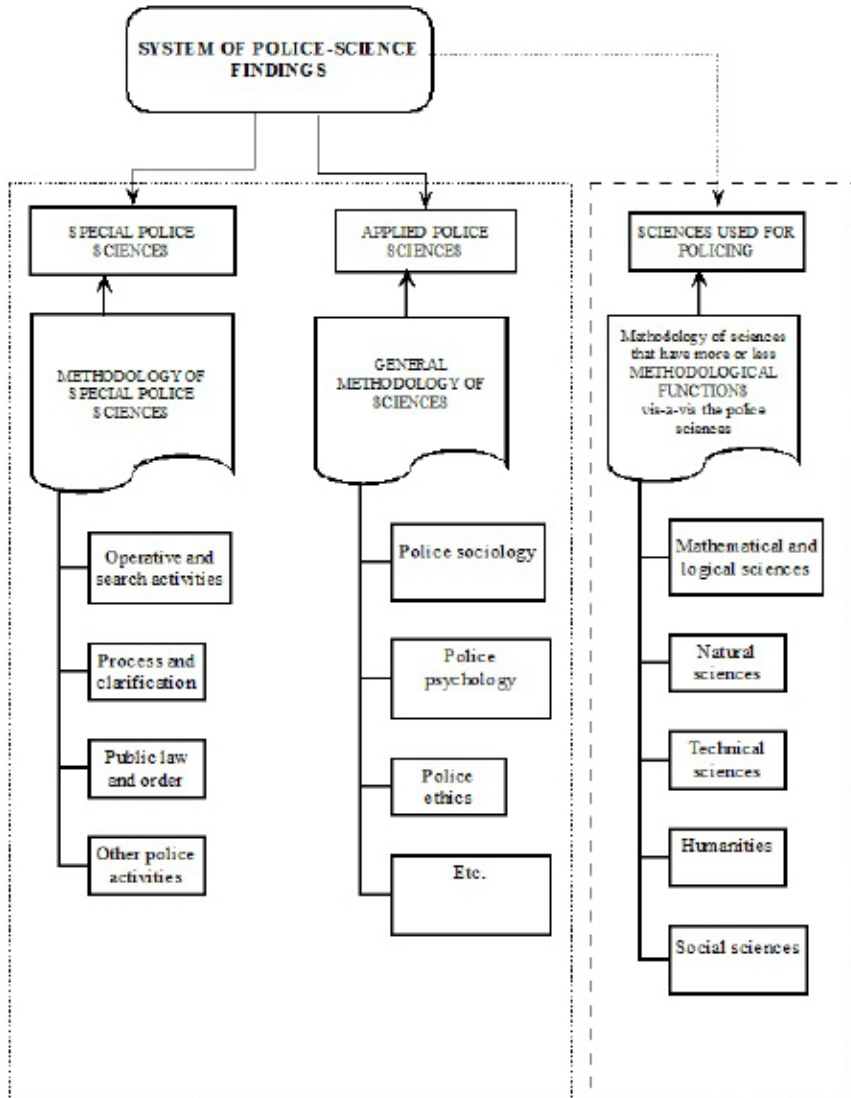 SYSTEM OF POLICE-SCIENCE
FINDINGS
SPECIAL POLICE
SCIENCES
APPLIED POLICE
SCIENCES
SCIENCES USED FOR
POLICING
METHODOLOGY OF
SPECIAL POLICE
SCIENCES
GENERAL
METHODOLOGY OF
SCIENCES
Methodology of sciences
that have more or less
METHODOLOGICAL
FUNCTIONS
vis-a-vis the police
sciences
Operative and
search activities
Process and
clarification
Public law
and order
Other police
activities
Police sociology
Police
psychology
Police
ethics
Etc.
Mathematical and
logical sciences
Natural
sciences
Technical
sciences
Humanities
Social sciences